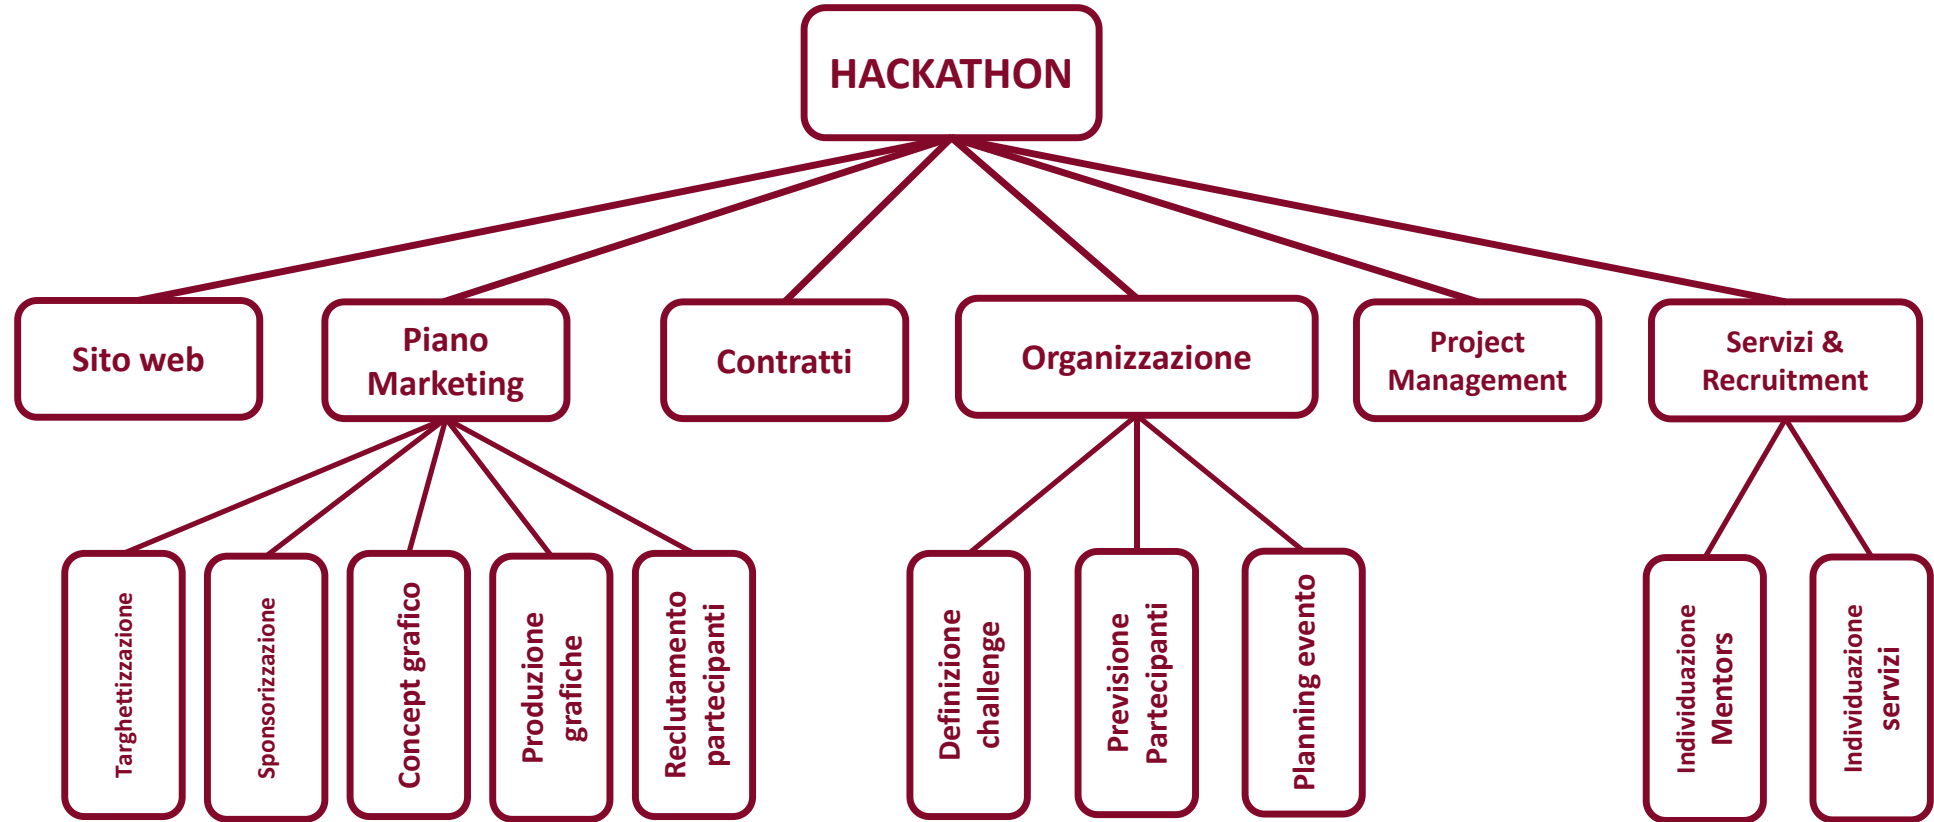 HACKATHON
Sito web
Piano
Marketing
Contratti
Organizzazione
Project
Management
Servizi &
Recruitment
Targhettizzazione
Sponsorizzazione
Concept grafico
Produzione
grafiche
Reclutamento
partecipanti
Definizione
challenge
Previsione
Partecipanti
Planning evento
Individuazione
Mentors
Individuazione
servizi